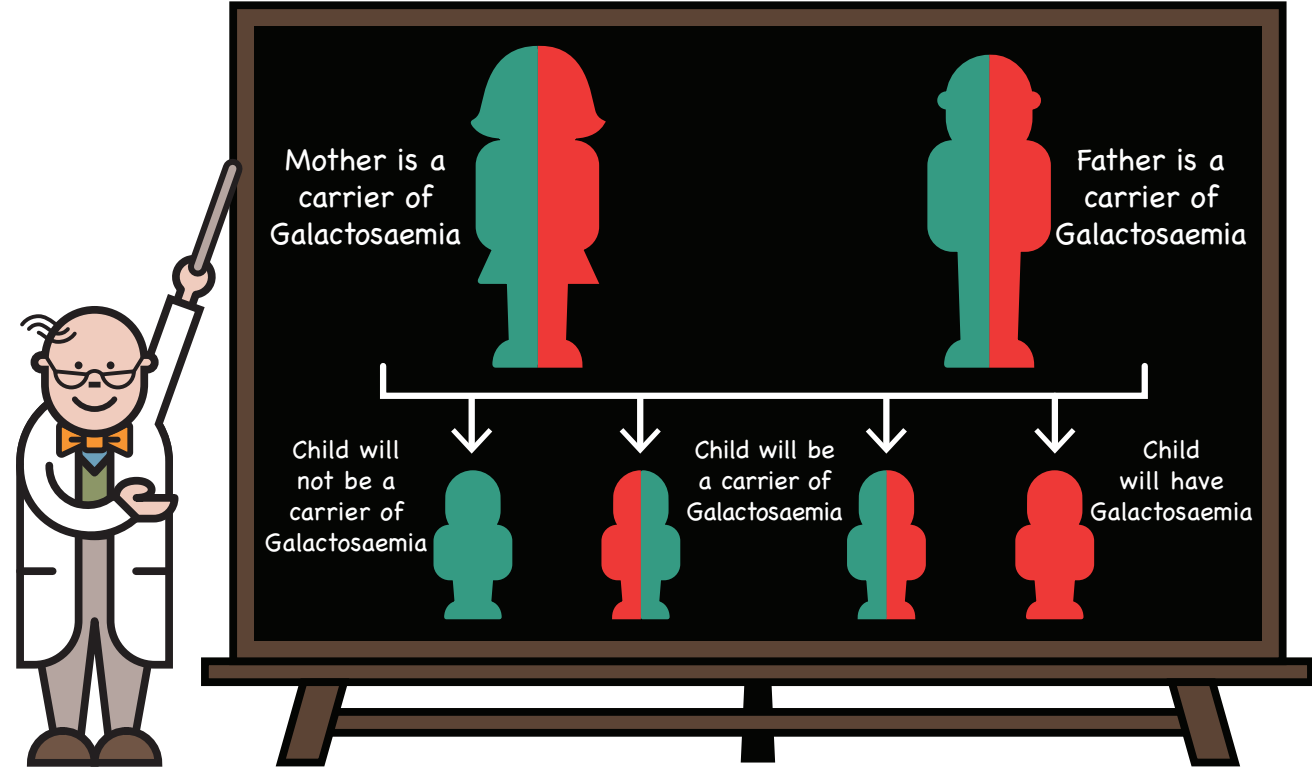 Mother is a
carrier of
Galactosaemia
Father is a
carrier of
Galactosaemia
Child will
not be a
carrier of
Galactosaemia
Child will be
a carrier of
Galactosaemia
Child
will have
Galactosaemia